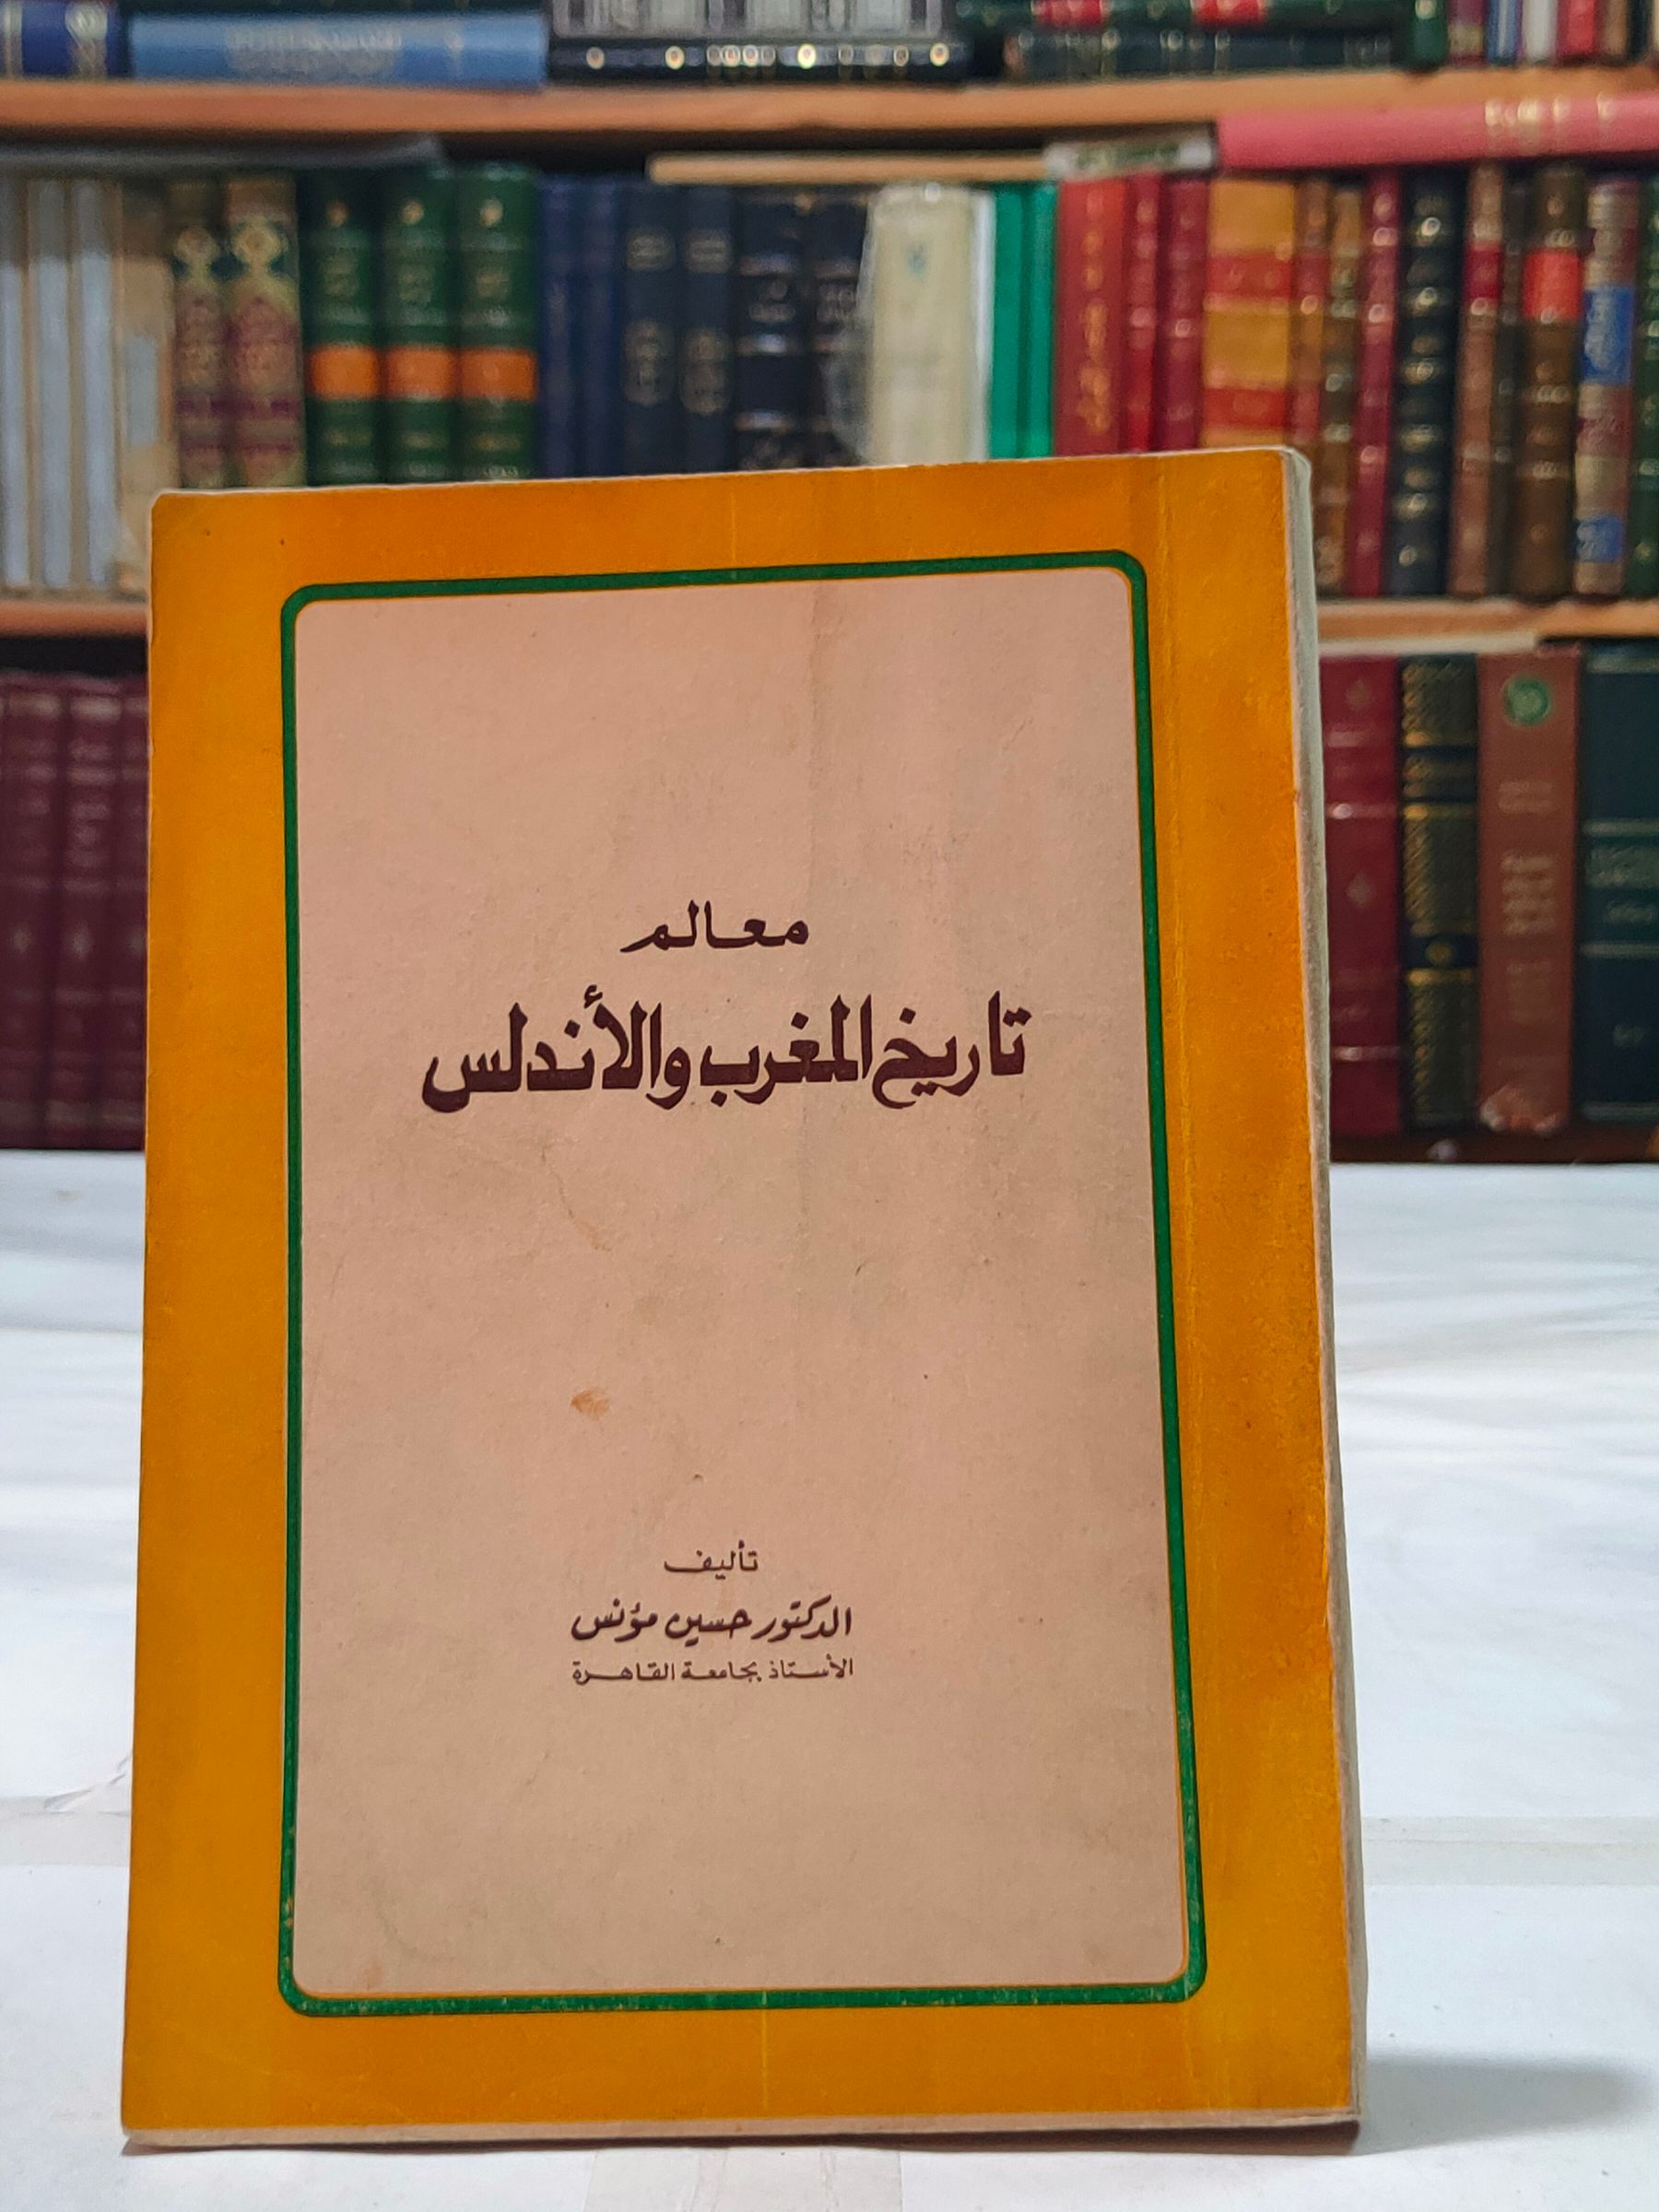 معالم
تاريخ المغرب والأندلس
تأليف
الدكتور حسين مؤنس
الأستاذ بجامعة القاهرة